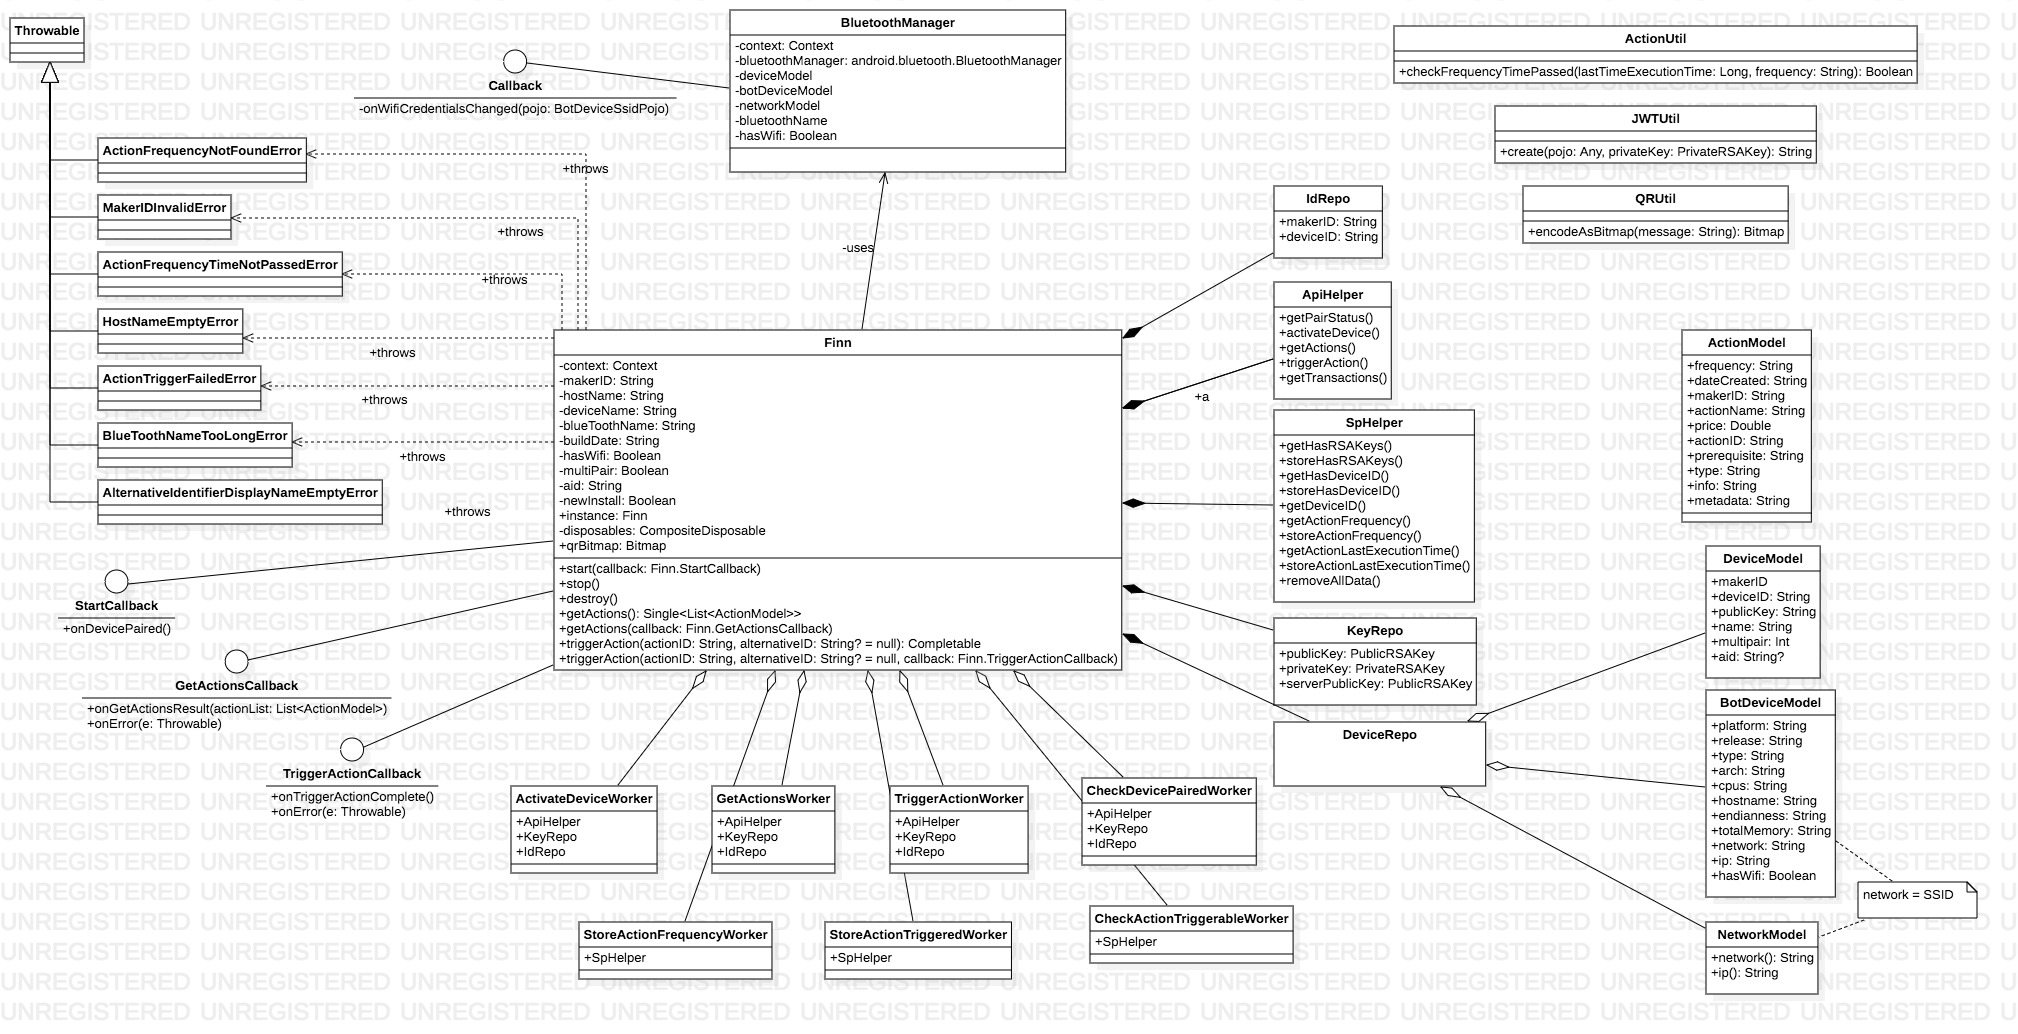 Throwable
Callback
-onWifiCredentialsChanged(pojo: BotDeviceSsidPojo)
BluetoothManager
-context: Context
-bluetoothManager: android.bluetooth.BluetoothManager
-deviceModel
-botDeviceModel
-networkModel
-bluetoothName
-hasWifi: Boolean
ActionUtil
+checkFrequencyTimePassed(lastTimeExecutionTime: Long, frequency: String): Boolean
JWTUtil
+create(pojo: Any, privateKey: PrivateRSAKey): String
QRUtil
+encodeAsBitmap(message: String): Bitmap
ActionFrequencyNotFoundError
+throws
MakerIDInvalidError
+throws
ActionFrequencyTimeNotPassedError
+throws
HostNameEmptyError
+throws
ActionTriggerFailedError
+throws
BlueToothNameTooLongError
+throws
AlternativeIdentifierDisplayNameEmptyError
+throws
-uses
Finn
-context: Context
-makerID: String
-hostName: String
-deviceName: String
-blueToothName: String
-buildDate: String
-hasWifi: Boolean
-multiPair: Boolean
-aid: String
-newInstall: Boolean
+instance: Finn
-disposables: CompositeDisposable
+qrBitmap: Bitmap
+start(callback: Finn.StartCallback)
+stop()
+destroy()
+getActions(): Single<List<ActionModel>>
+getActions(callback: Finn.GetActionsCallback)
+triggerAction(actionID: String, alternativeID: String? = null): Completable
+triggerAction(actionID: String, alternativeID: String? = null, callback: Finn.TriggerActionCallback)
IdRepo
+makerID: String
+deviceID: String
ApiHelper
+getPairStatus()
+activateDevice()
+getActions()
+triggerAction()
+getTransactions()
+a
SpHelper
+getHasRSAKeys()
+storeHasRSAKeys()
+getHasDeviceID()
+storeHasDeviceID()
+getDeviceID()
+getActionFrequency()
+storeActionFrequency()
+getActionLastExecutionTime()
+storeActionLastExecutionTime()
+removeAllData()
KeyRepo
+publicKey: PublicRSAKey
+privateKey: PrivateRSAKey
+serverPublicKey: PublicRSAKey
DeviceRepo
ActionModel
+frequency: String
+dateCreated: String
+makerID: String
+actionName: String
+price: Double
+actionID: String
+prerequisite: String
+type: String
+info: String
+metadata: String
DeviceModel
+makerID
+deviceID: String
+publicKey: String
+name: String
+multipair: Int
+aid: String?
BotDeviceModel
+platform: String
+release: String
+type: String
+arch: String
+cpus: String
+hostname: String
+endianness: String
+totalMemory: String
+network: String
+ip: String
+hasWifi: Boolean
network = SSID
NetworkModel
+network(): String
+ip(): String
StartCallback
+onDevicePaired()
GetActionsCallback
+onGetActionsResult(actionList: List<ActionModel>)
+onError(e: Throwable)
TriggerActionCallback
+onTriggerActionComplete()
+onError(e: Throwable)
ActivateDeviceWorker
+ApiHelper
+KeyRepo
+IdRepo
GetActionsWorker
+ApiHelper
+KeyRepo
+IdRepo
TriggerActionWorker
+ApiHelper
+KeyRepo
+IdRepo
CheckDevicePairedWorker
+ApiHelper
+KeyRepo
+IdRepo
StoreActionFrequencyWorker
+SpHelper
StoreActionTriggeredWorker
+SpHelper
CheckActionTriggerableWorker
+SpHelper
UNREGISTERED